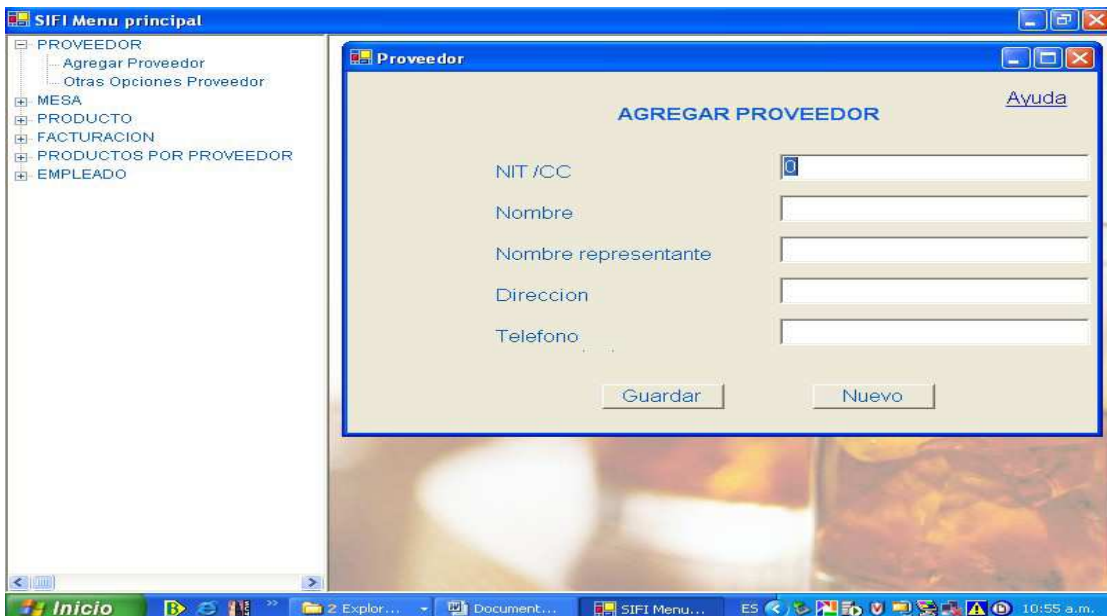 SIFI Menu principal
PROVEEDOR
Agregar Proveedor
Otras Opciones Proveedor
MESA
PRODUCTO
FACTURACION
PRODUCTOS POR PROVEEDOR
EMPLEADO
Proveedor
Ayuda
AGREGAR PROVEEDOR
NIT /CC 0
Nombre
Nombre representante
Direccion
Telefono
Guardar Nuevo
Inicio 2 Explor... Document... SIFI Menu... ES 10:55 a.m.